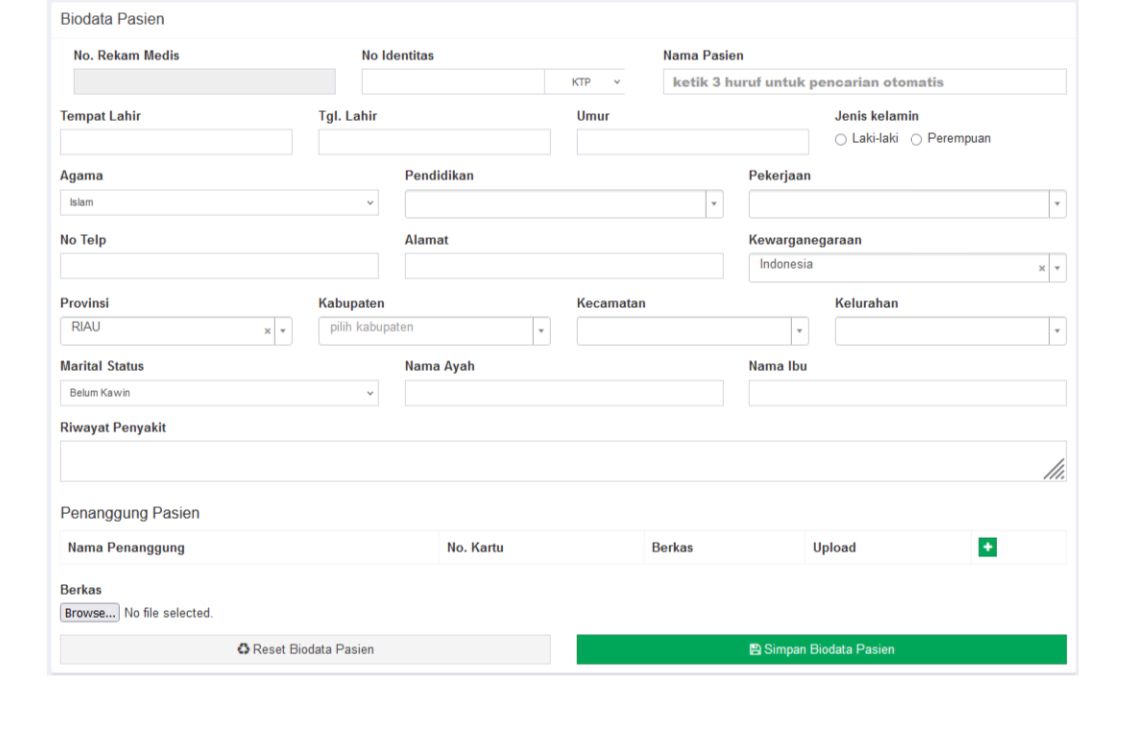 Biodata Pasien
No. Rekam Medis No Identitas Nama Pasien
KTP ketik 3 huruf untuk pencarian otomatis
Tempat Lahir Tgl. Lahir Umur Jenis kelamin
Laki-laki Perempuan
Agama Pendidikan Pekerjaan
Islam
No Telp Alamat Kewarganegaraan
Indonesia ×
Provinsi Kabupaten Kecamatan Kelurahan
RIAU × pilih kabupaten
Marital Status Nama Ayah Nama Ibu
Belum Kawin
Riwayat Penyakit
Penanggung Pasien
Nama Penanggung No. Kartu Berkas Upload +
Berkas
Browse... No file selected.
Reset Biodata Pasien Simpan Biodata Pasien